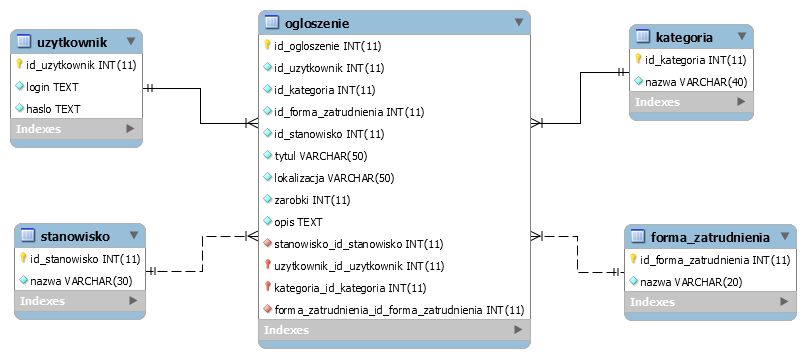 uzytkownik
id_uzytkownik INT(11)
login TEXT
haslo TEXT
Indexes
stanowisko
id_stanowisko INT(11)
nazwa VARCHAR(30)
Indexes
ogloszenie
id_ogloszenie INT(11)
id_uzytkownik INT(11)
id_kategoria INT(11)
id_forma_zatrudnienia INT(11)
id_stanowisko INT(11)
tytul VARCHAR(50)
lokalizacja VARCHAR(50)
zarobki INT(11)
opis TEXT
stanowisko_id_stanowisko INT(11)
uzytkownik_id_uzytkownik INT(11)
kategoria_id_kategoria INT(11)
forma_zatrudnienia_id_forma_zatrudnienia INT(11)
Indexes
kategoria
id_kategoria INT(11)
nazwa VARCHAR(40)
Indexes
forma_zatrudnienia
id_forma_zatrudnienia INT(11)
nazwa VARCHAR(20)
Indexes